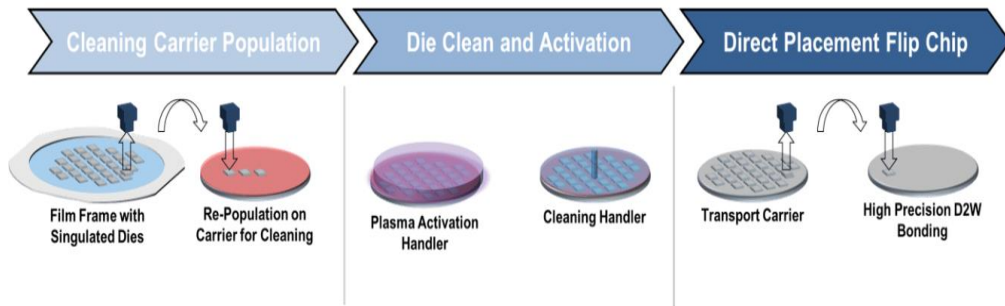 Cleaning Carrier Population
Die Clean and Activation
Direct Placement Flip Chip
Film Frame with
Singulated Dies
Re-Population on
Carrier for Cleaning
Plasma Activation
Handler
Cleaning Handler
Transport Carrier
High Precision D2W
Bonding